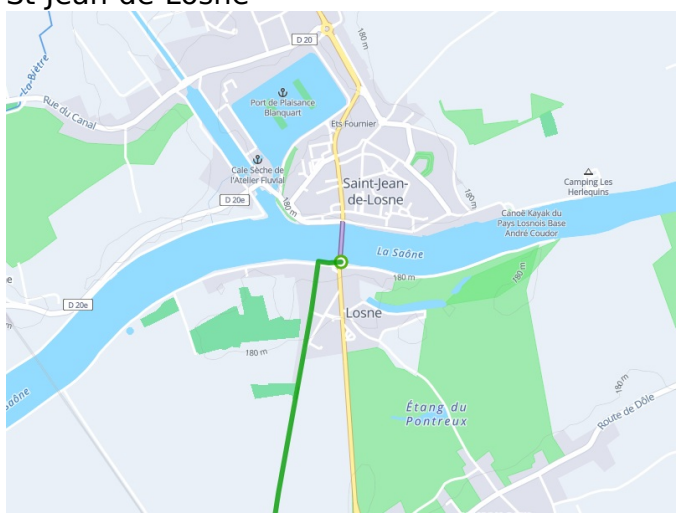 St-Jean-de-Losne
D 20
180 m
La-Biètre
Rue du Canal
Port de Plaisance
Blanquart
Ets Fournier
Cale Sèche de
l'Atelier Fluvial
Saint-Jean-
de-Losne
180 m
Camping Les
Herlequins
D 20e
180 m
Canoë Kayak du
Pays Losnois Base
André Coudor
La Saône
180 m
180 m
e
D 20e
Losne
180 m
180 m
Saône
Étang du
Pontreux
Route de Dôle